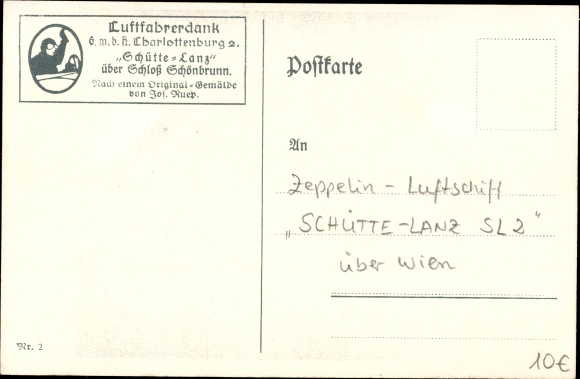 Luftfahrerdank
G. m. b. H. Charlottenburg 2.
„Schütte-Lanz“
über Schloß Schönbrunn.
Nach einem Original-Gemälde
von Jos. Ruep.
Postkarte
An
Zeppelin - Luftschiff
„SCHÜTTE-LANZ SL2“
über Wien
Nr. 2
10€